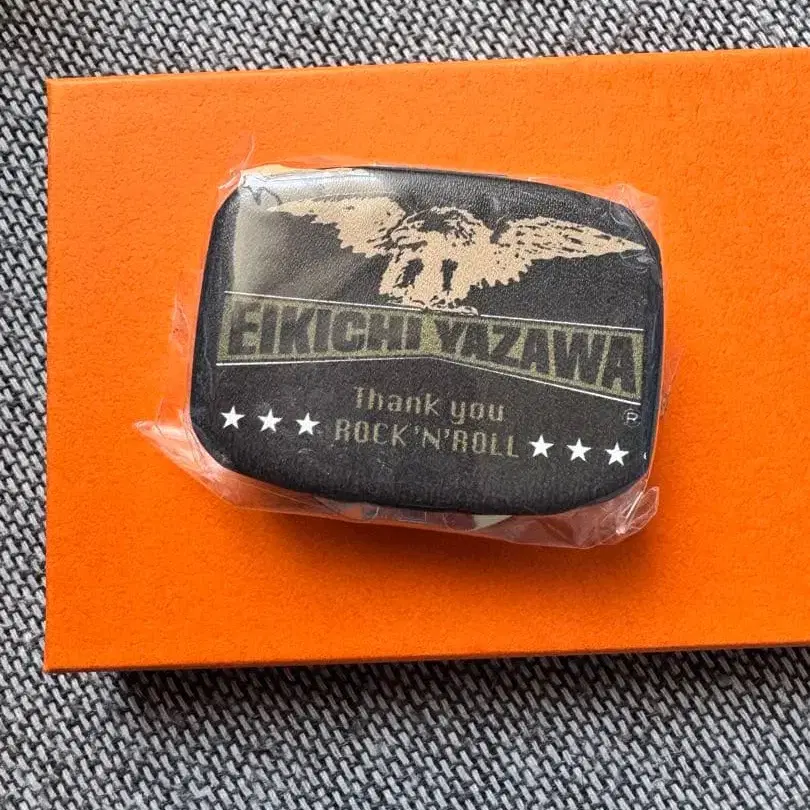 EIKICHI YAZAWA
®
Thank you
ROCK'N'ROLL